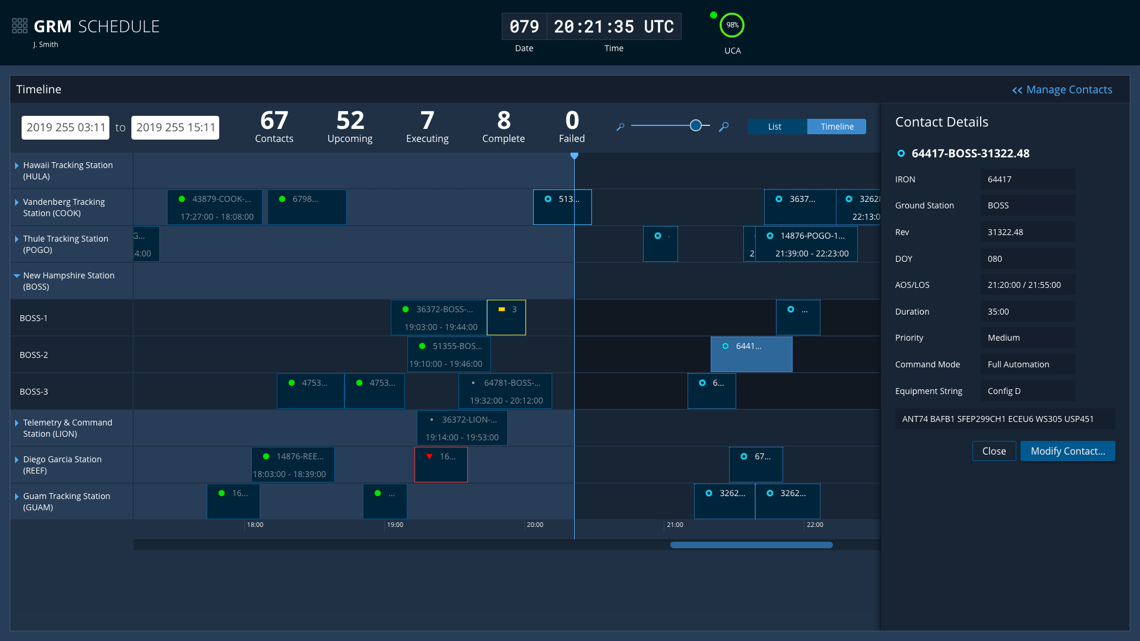 GRM SCHEDULE
J. Smith
079 20:21:35 UTC
Date Time
98%
UCA
Timeline
Manage Contacts
2019 255 03:11 to 2019 255 15:11
67 52 7 8 0
Contacts Upcoming Executing Complete Failed
List Timeline
Contact Details
64417-BOSS-31322.48
IRON 64417
Ground Station BOSS
Rev 31322.48
DOY 080
AOS/LOS 21:20:00 / 21:55:00
Duration 35:00
Priority Medium
Command Mode Full Automation
Equipment String Config D
ANT74 BAFB1 SFEP299CH1 ECEU6 WS305 USP451
Close Modify Contact...
Hawaii Tracking Station
(HULA)
Vandenberg Tracking
Station (COOK)
43879-COOK-... 6798... 513... 3637... 3262
17:27:00 - 18:08:00 22:13:0
Thule Tracking Station
(POGO)
G... 14876-POGO-1...
4:00 2 21:39:00 - 22:23:00
New Hampshire Station
(BOSS)
BOSS-1
36372-BOSS-... 3 ...
19:03:00 - 19:44:00
BOSS-2
51355-BOS... 6441...
19:10:00 - 19:46:00
BOSS-3
4753... 4753... 64781-BOSS-... 6...
19:32:00 - 20:12:00
Telemetry & Command
Station (LION)
36372-LION-...
19:14:00 - 19:53:00
Diego Garcia Station
(REEF)
14876-REE... 16... 67...
18:03:00 - 18:39:00
Guam Tracking Station
(GUAM)
16... ... 3262... 3262...
18:00 19:00 20:00 21:00 22:00